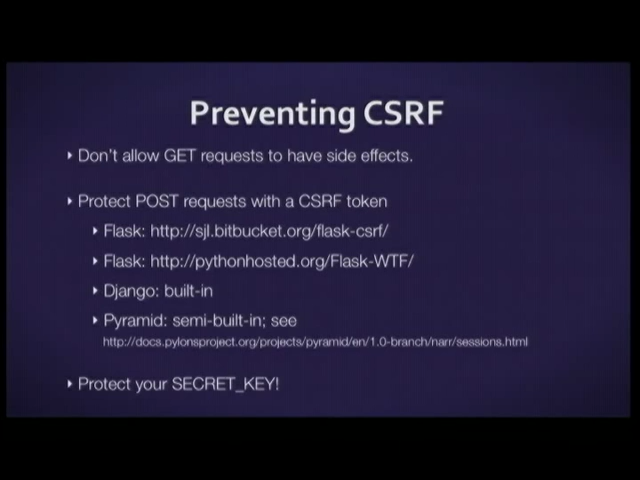 Preventing CSRF
Don't allow GET requests to have side effects.
Protect POST requests with a CSRF token
Flask: http://sjl.bitbucket.org/flask-csrf/
Flask: http://pythonhosted.org/Flask-WTF/
Django: built-in
Pyramid: semi-built-in; see
http://docs.pylonsproject.org/projects/pyramid/en/1.0-branch/narr/sessions.html
Protect your SECRET_KEY!